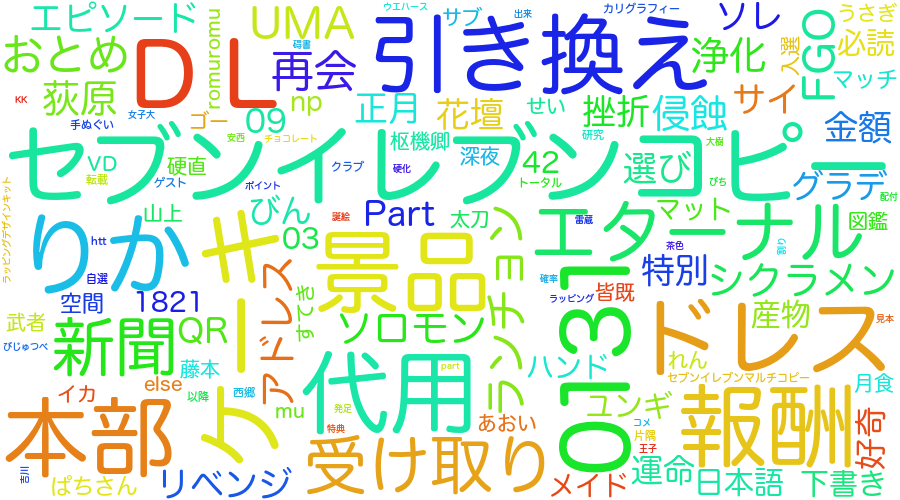 エピソード
UMA
ウエハース
サブ
出来
カリグラフィー
ソレ
うさぎ
おとめ
DL
romuromu
碍書
再会
引き換え
浄化
入選
FGO
必読
マッチ
KK
荻原
女子大
np
正月
花壇
せい
挫折
侵蝕
サイ
金額
手ぬぐい
ゴー
09
安西
チョコレート
枢機卿
研究
大樹
セブンイレブンコピー
VD
転載
硬直
ゲスト
ポイント
クラブ
硬化
深夜
42
トータル
選び
ぴち
グラデ
配付
ラッピングデザインキット
りか
山上
びん
誕絵
Part
太刀
ランチョン
雷蔵
エターナル
マット
図鑑
htt
自選
ケーキ
03
景品
茶色
割り
特別
シクラメン
空間
1821
アドレス
すてき
確率
ラッピング
皆既
0131
ドレス
産物
武者
新聞
QR
ソロモン
見本
びじゅつべ
藤本
代用
part
ハンド
れん
セブンイレブンマルチコピー
月食
イカ
else
以降
西郷
mu
発足
特典
あおい
コメ
ユンギ
報酬
好奇
本部
片隅
王子
吉川
ぱちさん
リベンジ
受け取り
メイド
運命
日本語
下書き